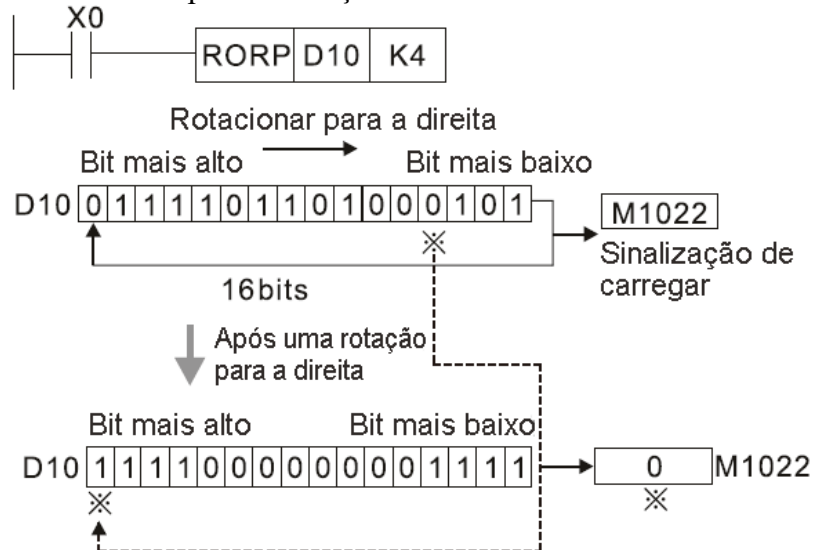 X0
RORP D10 K4
Rotacionar para a direita
Bit mais alto Bit mais baixo
D10 0 1 1 1 1 0 1 1 0 1 0 0 0 1 0 1
M1022
※
Sinalização de
carregar
16bits
Após uma rotação
para a direita
Bit mais alto Bit mais baixo
D10 1 1 1 1 0 0 0 0 0 0 0 0 1 1 1 1
0 M1022
※ ※